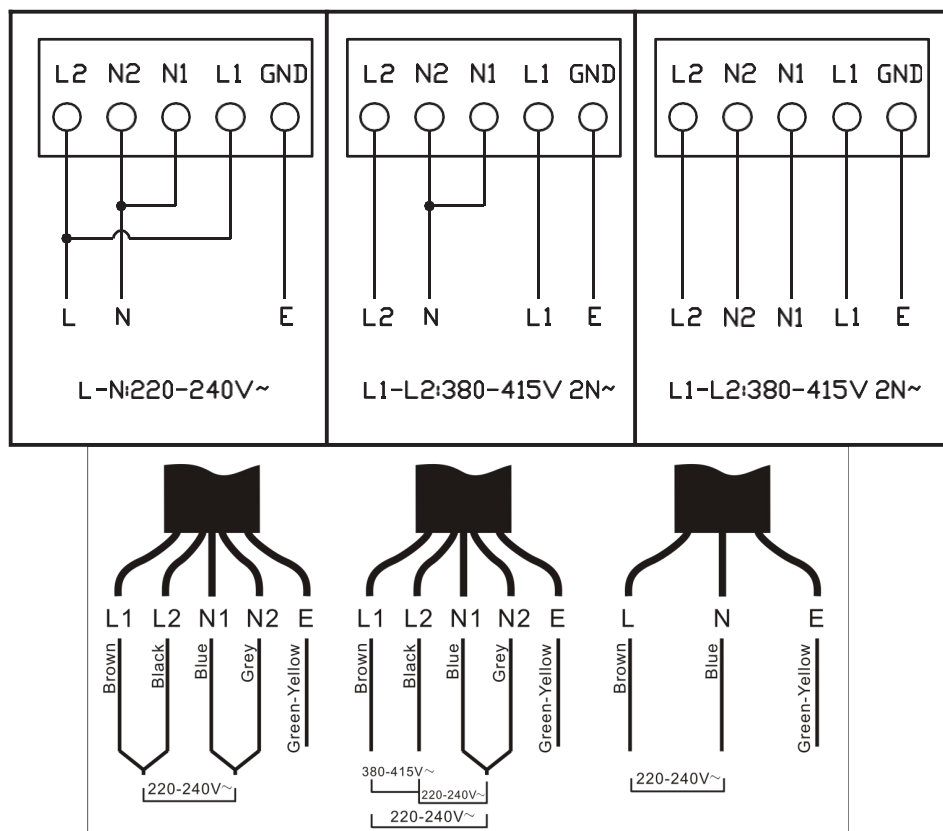 L2 N2 N1 L1 GND
L N E
L-N:220-240V~
L2 N2 N1 L1 GND
L2 N L1 E
L1-L2:380-415V 2N~
L2 N2 N1 L1 GND
L2 N2 N1 L1 E
L1-L2:380-415V 2N~
L1 L2 N1 N2 E
Brown
Black
Blue
Grey
Green-Yellow
220-240V~
L1 L2 N1 N2 E
Brown
Black
Blue
Grey
Green-Yellow
380-415V~
220-240V~
220-240V~
L N E
Brown
Blue
Green-Yellow
220-240V~